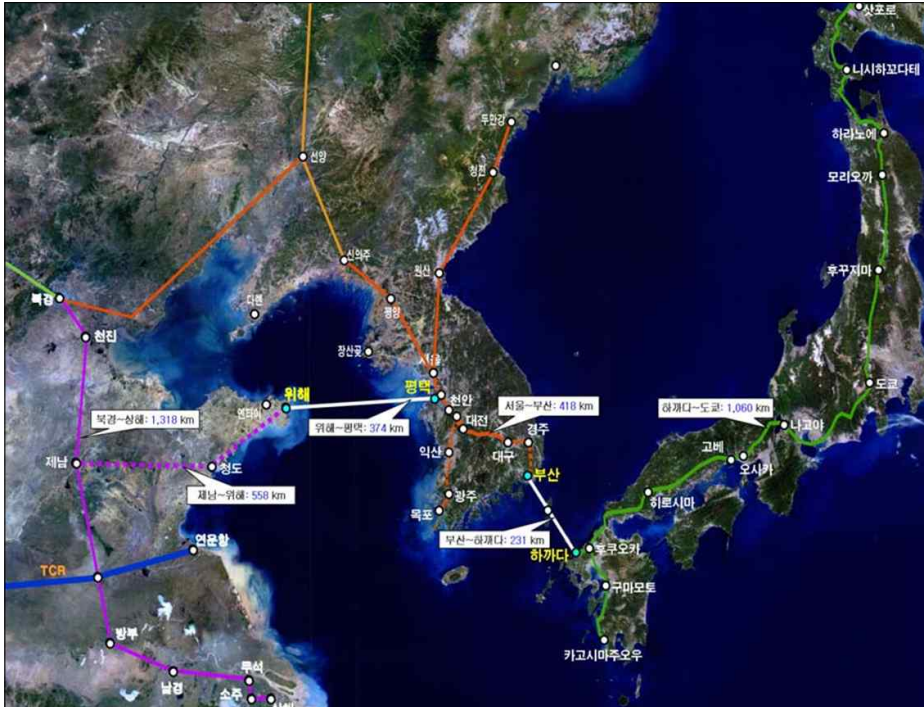 삿포로
니시하꼬다테
두만강
하라노에
선양
청진
모리오까
신의주
원산
후꾸지마
북경
다롄
평양
천진
장산곶
서울
도쿄
위해
평택
천안
서울~부산: 418 km
하까다~도쿄: 1,060 km
북경~상해: 1,318 km
위해~평택: 374 km
대전
경주
나고야
제남
청도
익산
대구
고베
오시카
제남~위해: 558 km
부산
광주
히로시마
목포
부산~하까다: 231 km
연운항
하까다
후쿠오카
TCR
구마모토
방부
카고시마주오우
무석
남경
소주